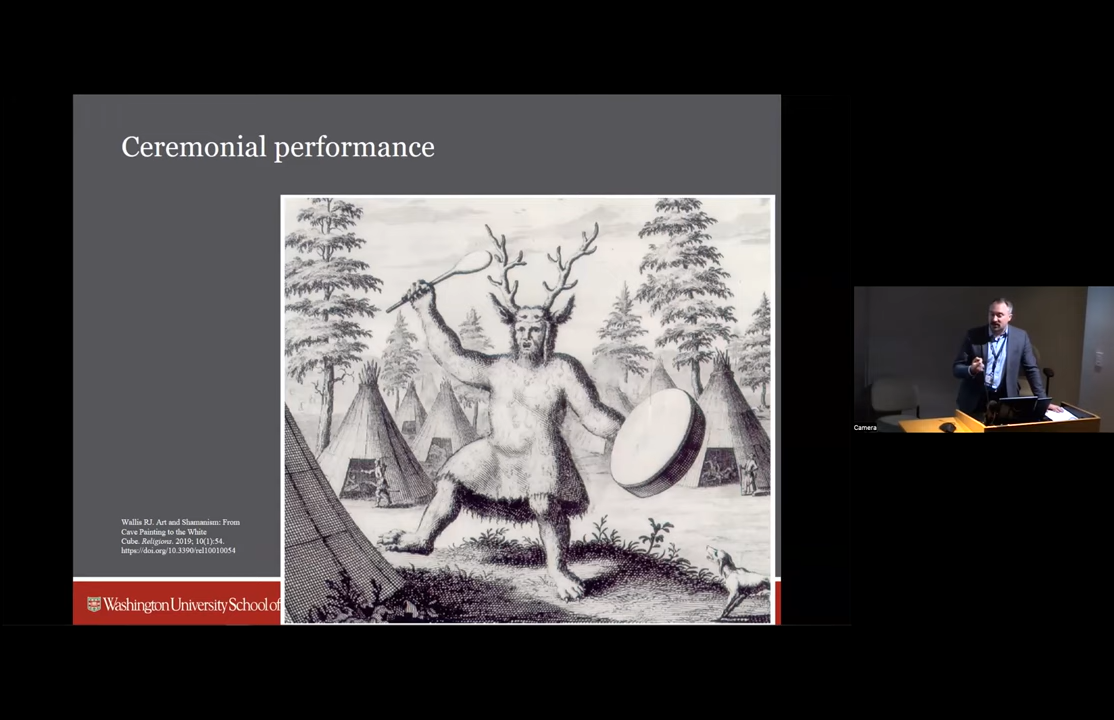 Ceremonial performance
Wallis RJ. Art and Shamanism: From
Cave Painting to the White
Cube. Religions. 2019; 10(1):54.
https://doi.org/10.3390/rel10010054
Washington University School of
Camera